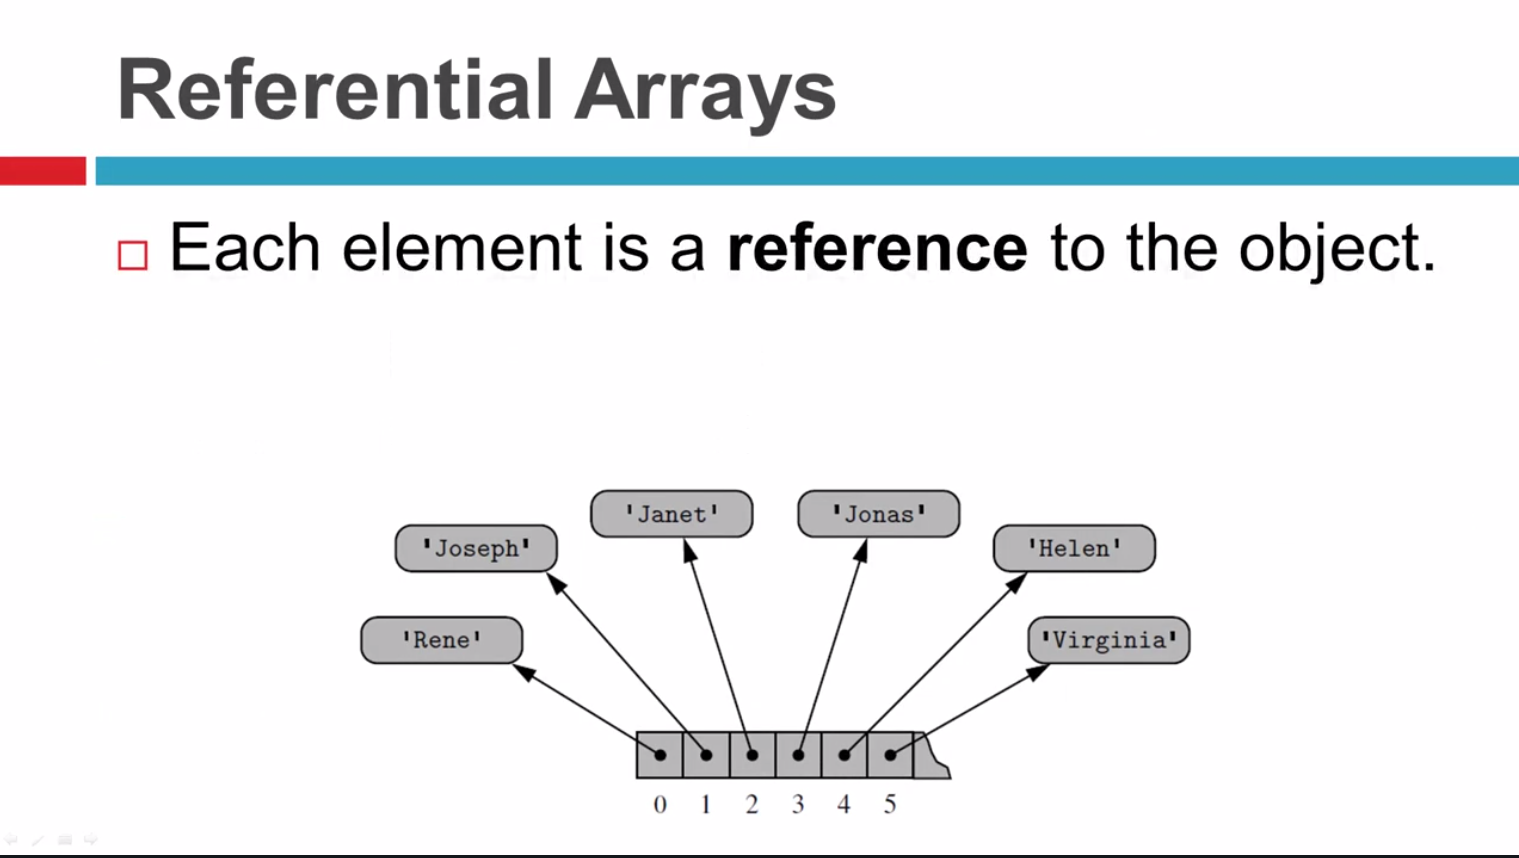 Referential Arrays
Each element is a reference to the object.
'Janet'
'Jonas'
'Joseph'
'Helen'
'Rene'
'Virginia'
0 1 2 3 4 5